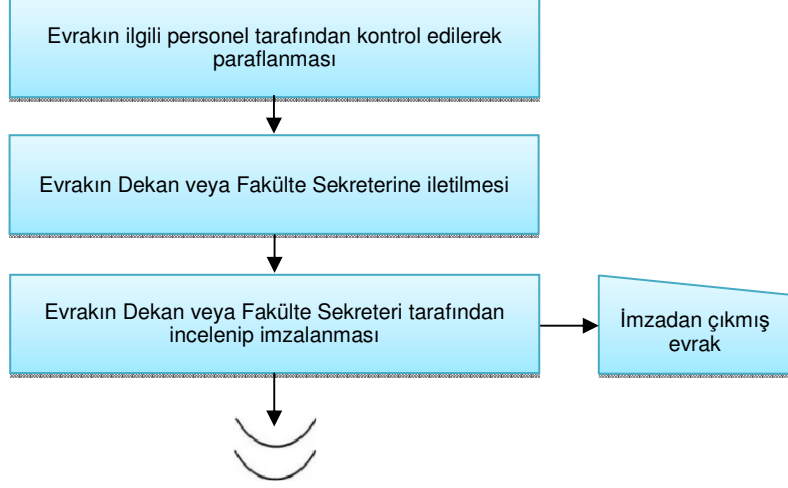 Evrakın ilgili personel tarafından kontrol edilerek
paraflanması
Evrakın Dekan veya Fakülte Sekreterine iletilmesi
Evrakın Dekan veya Fakülte Sekreteri tarafından
incelenip imzalanması
İmzadan çıkmış
evrak